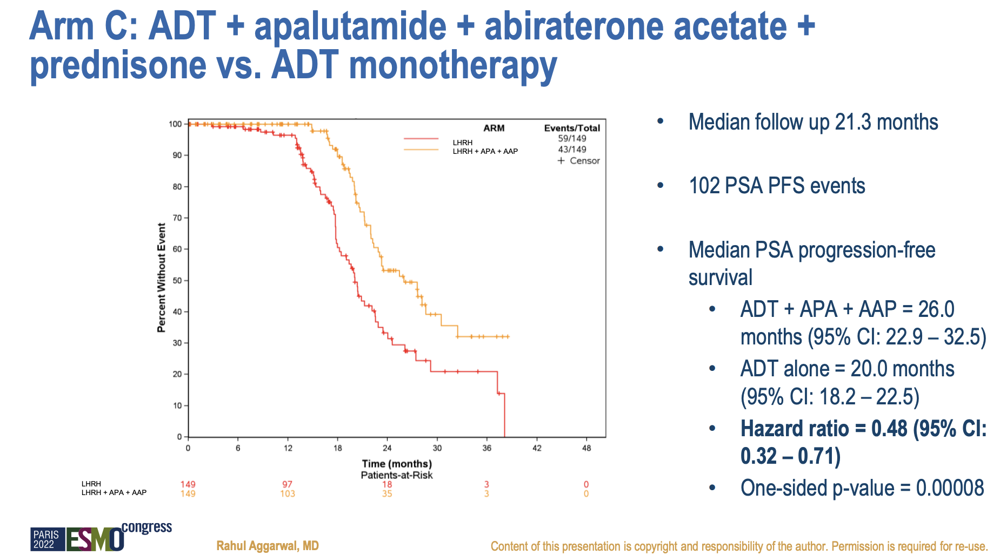 Arm C: ADT + apalutamide + abiraterone acetate +
prednisone vs. ADT monotherapy
100
90
80
70
60
50
40
30
20
10
0
Percent Without Event
ARM Events/Total
LHRH 59/149
LHRH + APA + AAP 43/149
+ Censor
0 6 12 18 24 30 36 42 48
Time (months)
Patients-at-Risk
LHRH 149 97 18 3 0
LHRH + APA + AAP 149 103 35 3 0
• Median follow up 21.3 months
• 102 PSA PFS events
• Median PSA progression-free
survival
• ADT + APA + AAP = 26.0
months (95% CI: 22.9 – 32.5)
• ADT alone = 20.0 months
(95% CI: 18.2 – 22.5)
• Hazard ratio = 0.48 (95% CI:
0.32 – 0.71)
• One-sided p-value = 0.00008
PARIS
2022
ESMO congress
Rahul Aggarwal, MD
Content of this presentation is copyright and responsibility of the author. Permission is required for re-use.